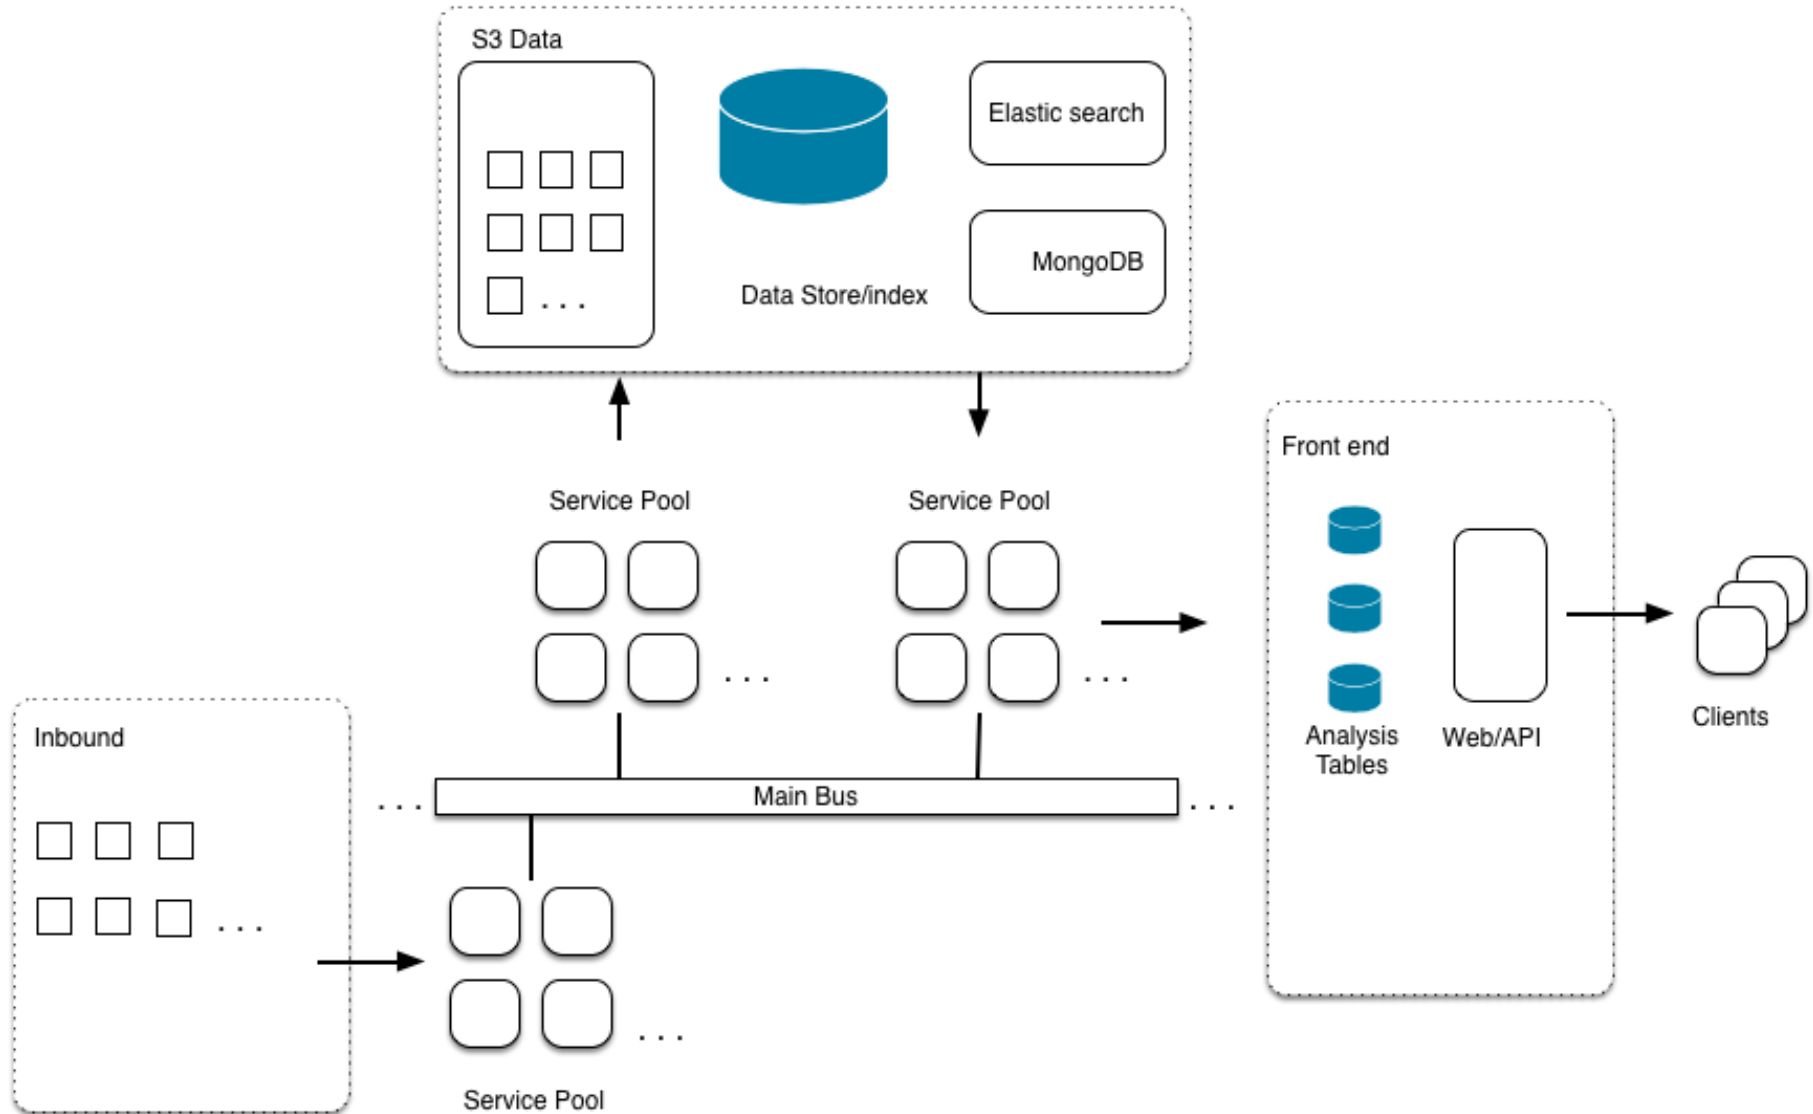 S3 Data
. . .
Data Store/index
Elastic search
MongoDB
Service Pool
. . .
Service Pool
. . .
Front end
Analysis
Tables
Web/API
Clients
Inbound
. . .
. . .
Main Bus
. . .
. . .
Service Pool